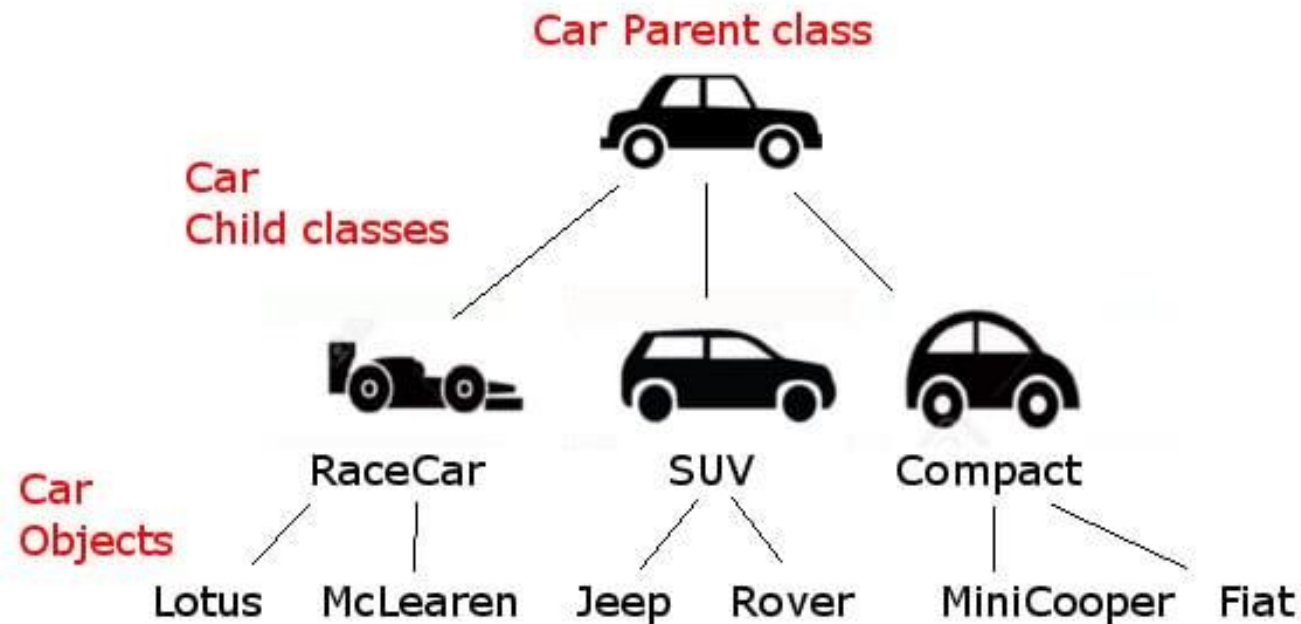 Car Parent class
Car
Child classes
RaceCar
SUV
Compact
Car
Objects
Lotus
McLearen
Jeep
Rover
MiniCooper
Fiat